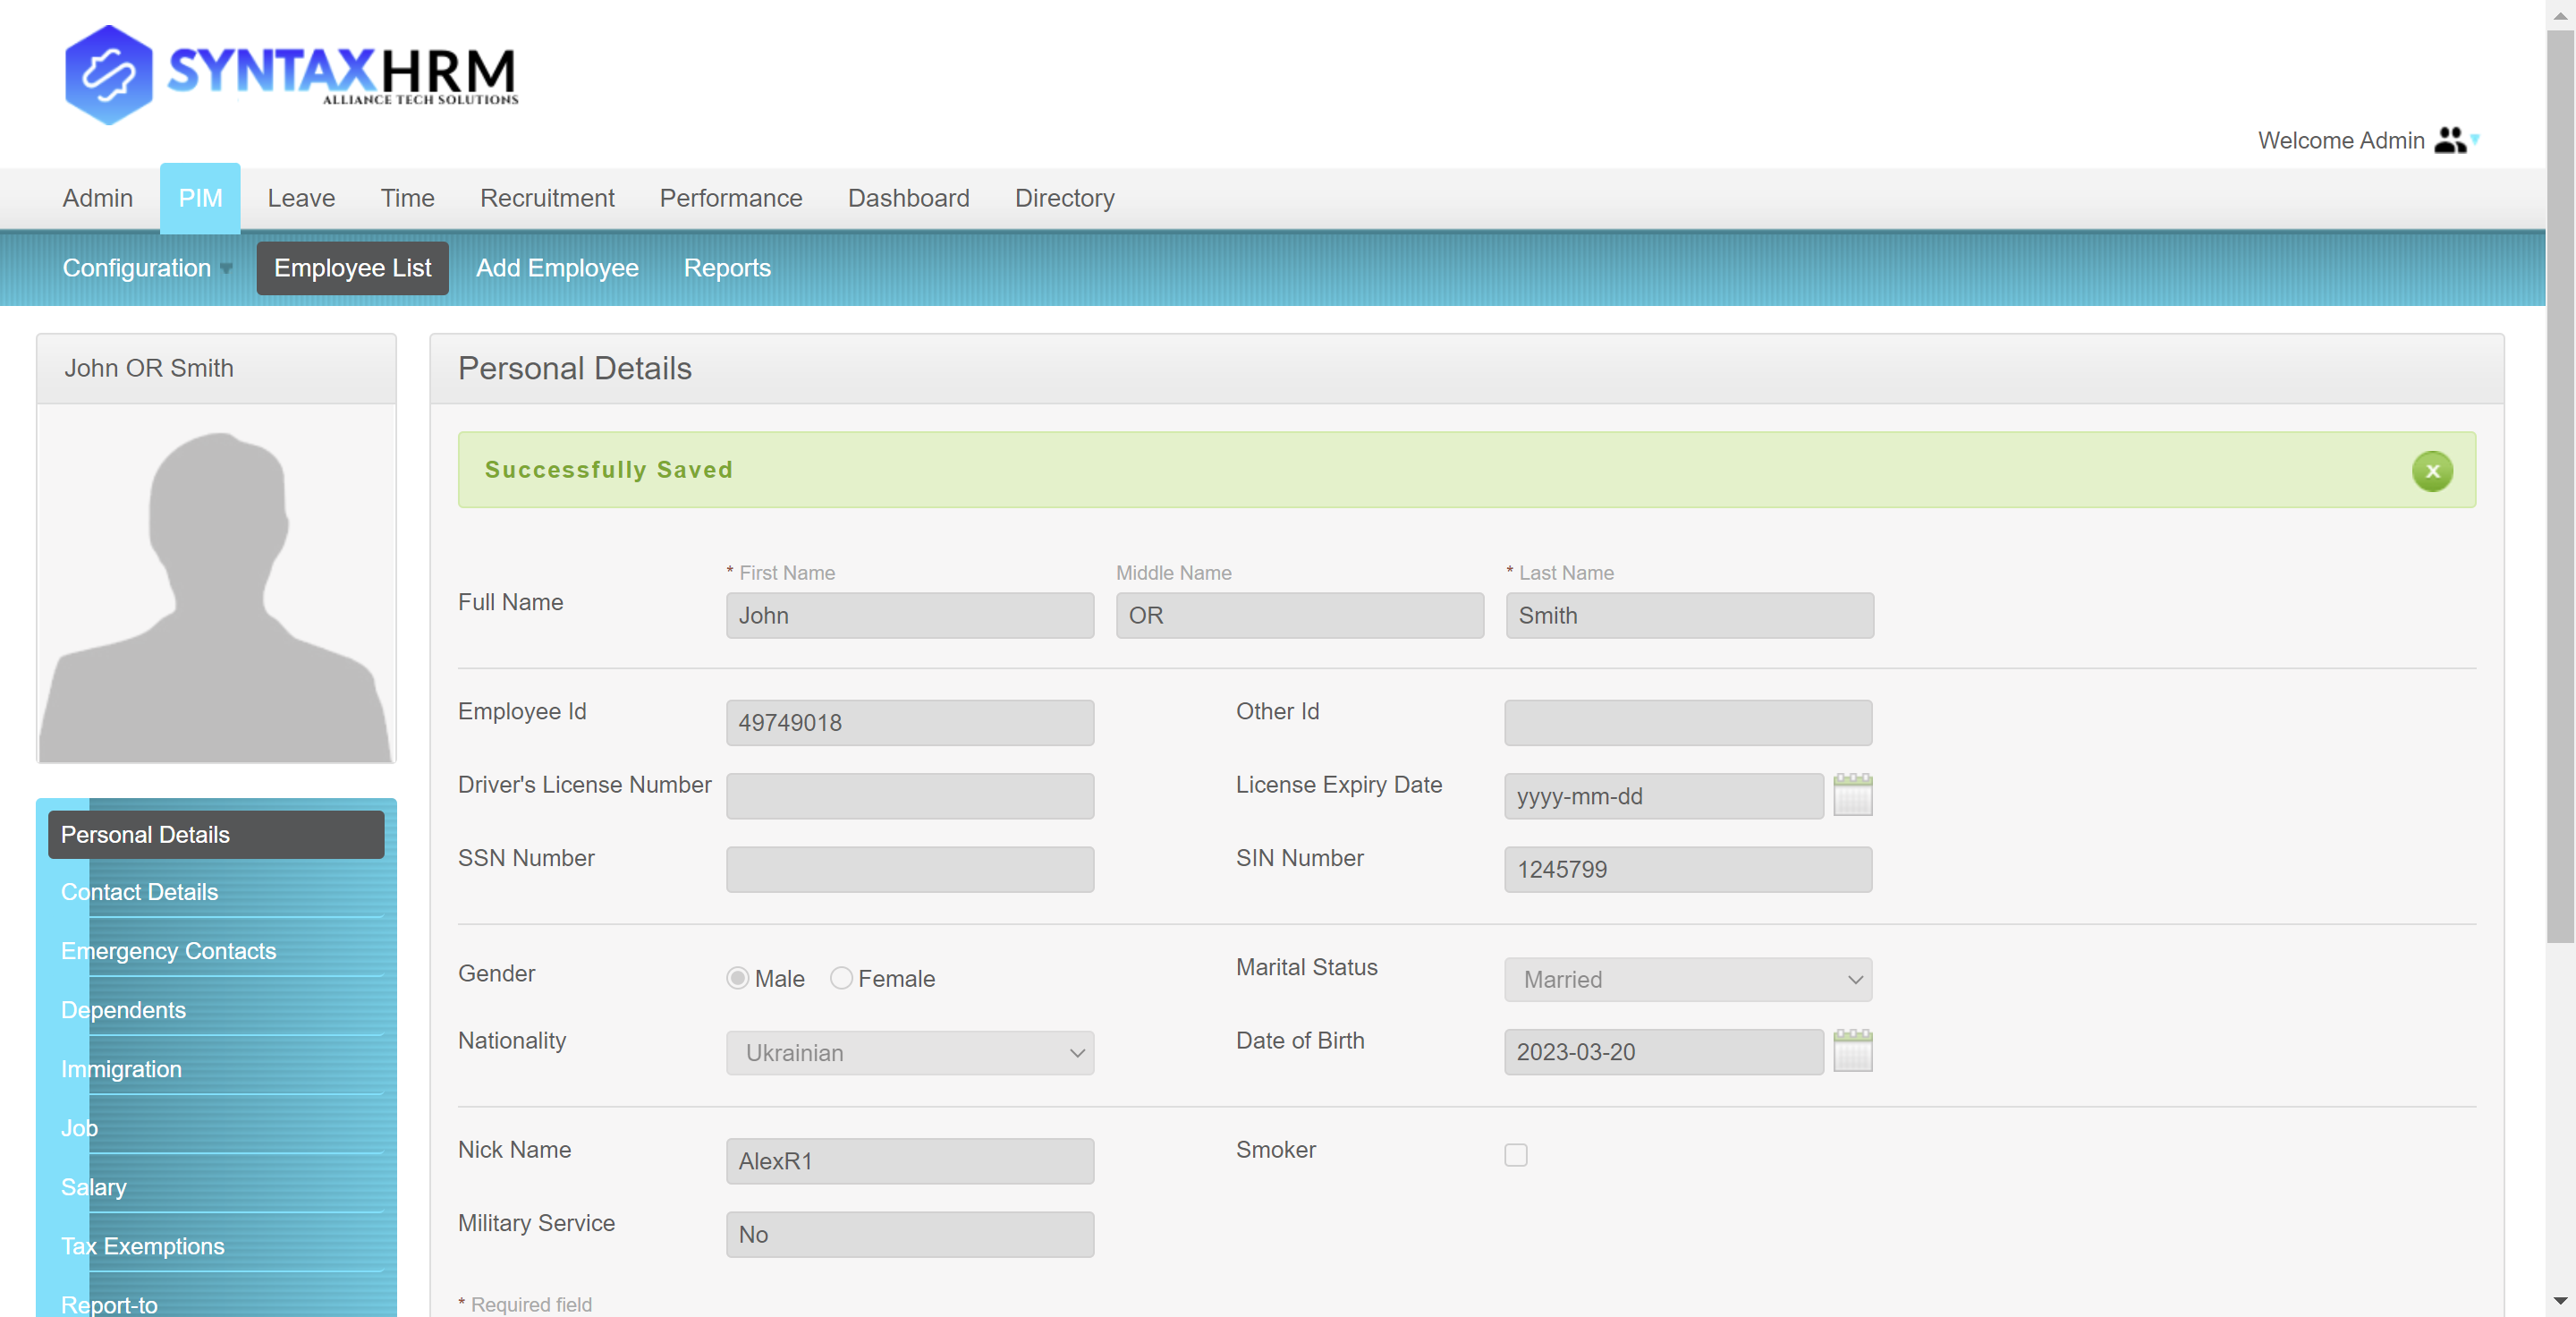 SYNTAXHRM
ALLIANCE TECH SOLUTIONS
Welcome Admin
Admin PIM Leave Time Recruitment Performance Dashboard Directory
Configuration Employee List Add Employee Reports
John OR Smith
Personal Details
Contact Details
Emergency Contacts
Dependents
Immigration
Job
Salary
Tax Exemptions
Report-to
Personal Details
Successfully Saved
x
* First Name Middle Name * Last Name
Full Name John OR Smith
Employee Id 49749018 Other Id
Driver's License Number License Expiry Date yyyy-mm-dd
SSN Number SIN Number 1245799
Gender Male Female Marital Status Married
Nationality Ukrainian Date of Birth 2023-03-20
Nick Name AlexR1 Smoker
Military Service No
* Required field